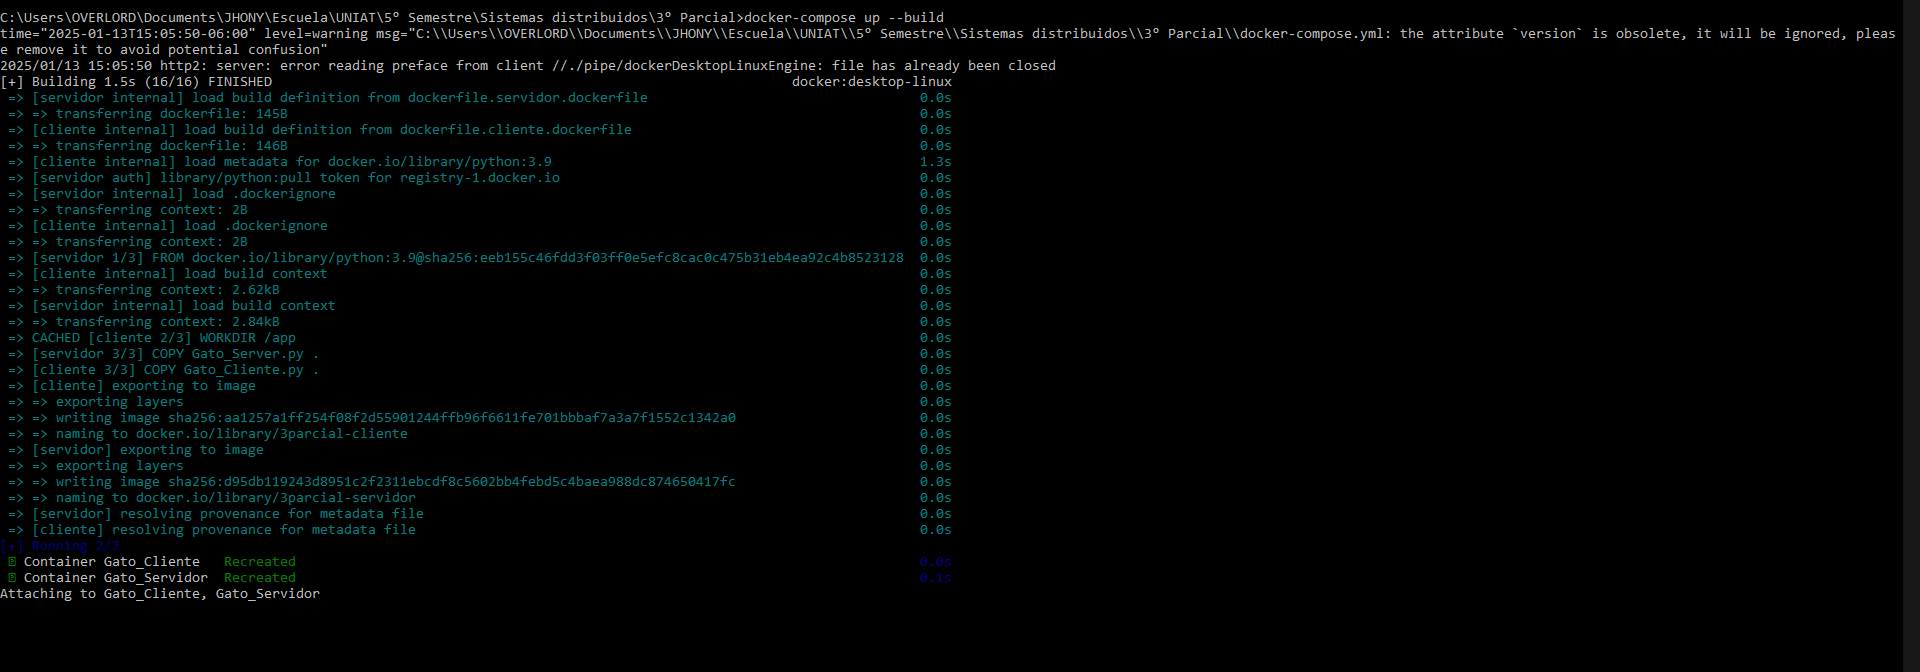 C:\Users\OVERLORD\Documents\JHONY\Escuela\UNIAT\5º Semestre\Sistemas distribuidos\3º Parcial>docker-compose up --build
time="2025-01-13T15:05:50-06:00" level=warning msg="C:\\Users\\OVERLORD\\Documents\\JHONY\\Escuela\\UNIAT\\5º Semestre\\Sistemas distribuidos\\3º Parcial\\docker-compose.yml: the attribute `version` is obsolete, it will be ignored, pleas
e remove it to avoid potential confusion"
2025/01/13 15:05:50 http2: server: error reading preface from client //./pipe/dockerDesktopLinuxEngine: file has already been closed
[+] Building 1.5s (16/16) FINISHED docker:desktop-linux
=> [servidor internal] load build definition from dockerfile.servidor.dockerfile 0.0s
=> => transferring dockerfile: 145B 0.0s
=> [cliente internal] load build definition from dockerfile.cliente.dockerfile 0.0s
=> => transferring dockerfile: 146B 0.0s
=> [cliente internal] load metadata for docker.io/library/python:3.9 1.3s
=> [servidor auth] library/python:pull token for registry-1.docker.io 0.0s
=> [servidor internal] load .dockerignore 0.0s
=> => transferring context: 2B 0.0s
=> [cliente internal] load .dockerignore 0.0s
=> => transferring context: 2B 0.0s
=> [servidor 1/3] FROM docker.io/library/python:3.9@sha256:eeb155c46fdd3f03ff0e5efc8cac0c475b31eb4ea92c4b8523128 0.0s
=> [cliente internal] load build context 0.0s
=> => transferring context: 2.62kB 0.0s
=> [servidor internal] load build context 0.0s
=> => transferring context: 2.84kB 0.0s
=> CACHED [cliente 2/3] WORKDIR /app 0.0s
=> [servidor 3/3] COPY Gato_Server.py . 0.0s
=> [cliente 3/3] COPY Gato_Cliente.py . 0.0s
=> [cliente] exporting to image 0.0s
=> => exporting layers 0.0s
=> => writing image sha256:aa1257a1ff254f08f2d55901244ffb96f6611fe701bbbaf7a3a7f1552c1342a0 0.0s
=> => naming to docker.io/library/3parcial-cliente 0.0s
=> [servidor] exporting to image 0.0s
=> => exporting layers 0.0s
=> => writing image sha256:d95db119243d8951c2f2311ebcdf8c5602bb4febd5c4baea988dc874650417fc 0.0s
=> => naming to docker.io/library/3parcial-servidor 0.0s
=> [servidor] resolving provenance for metadata file 0.0s
=> [cliente] resolving provenance for metadata file 0.0s
[+] Running 2/2
Container Gato_Cliente Recreated 0.0s
Container Gato_Servidor Recreated 0.1s
Attaching to Gato_Cliente, Gato_Servidor